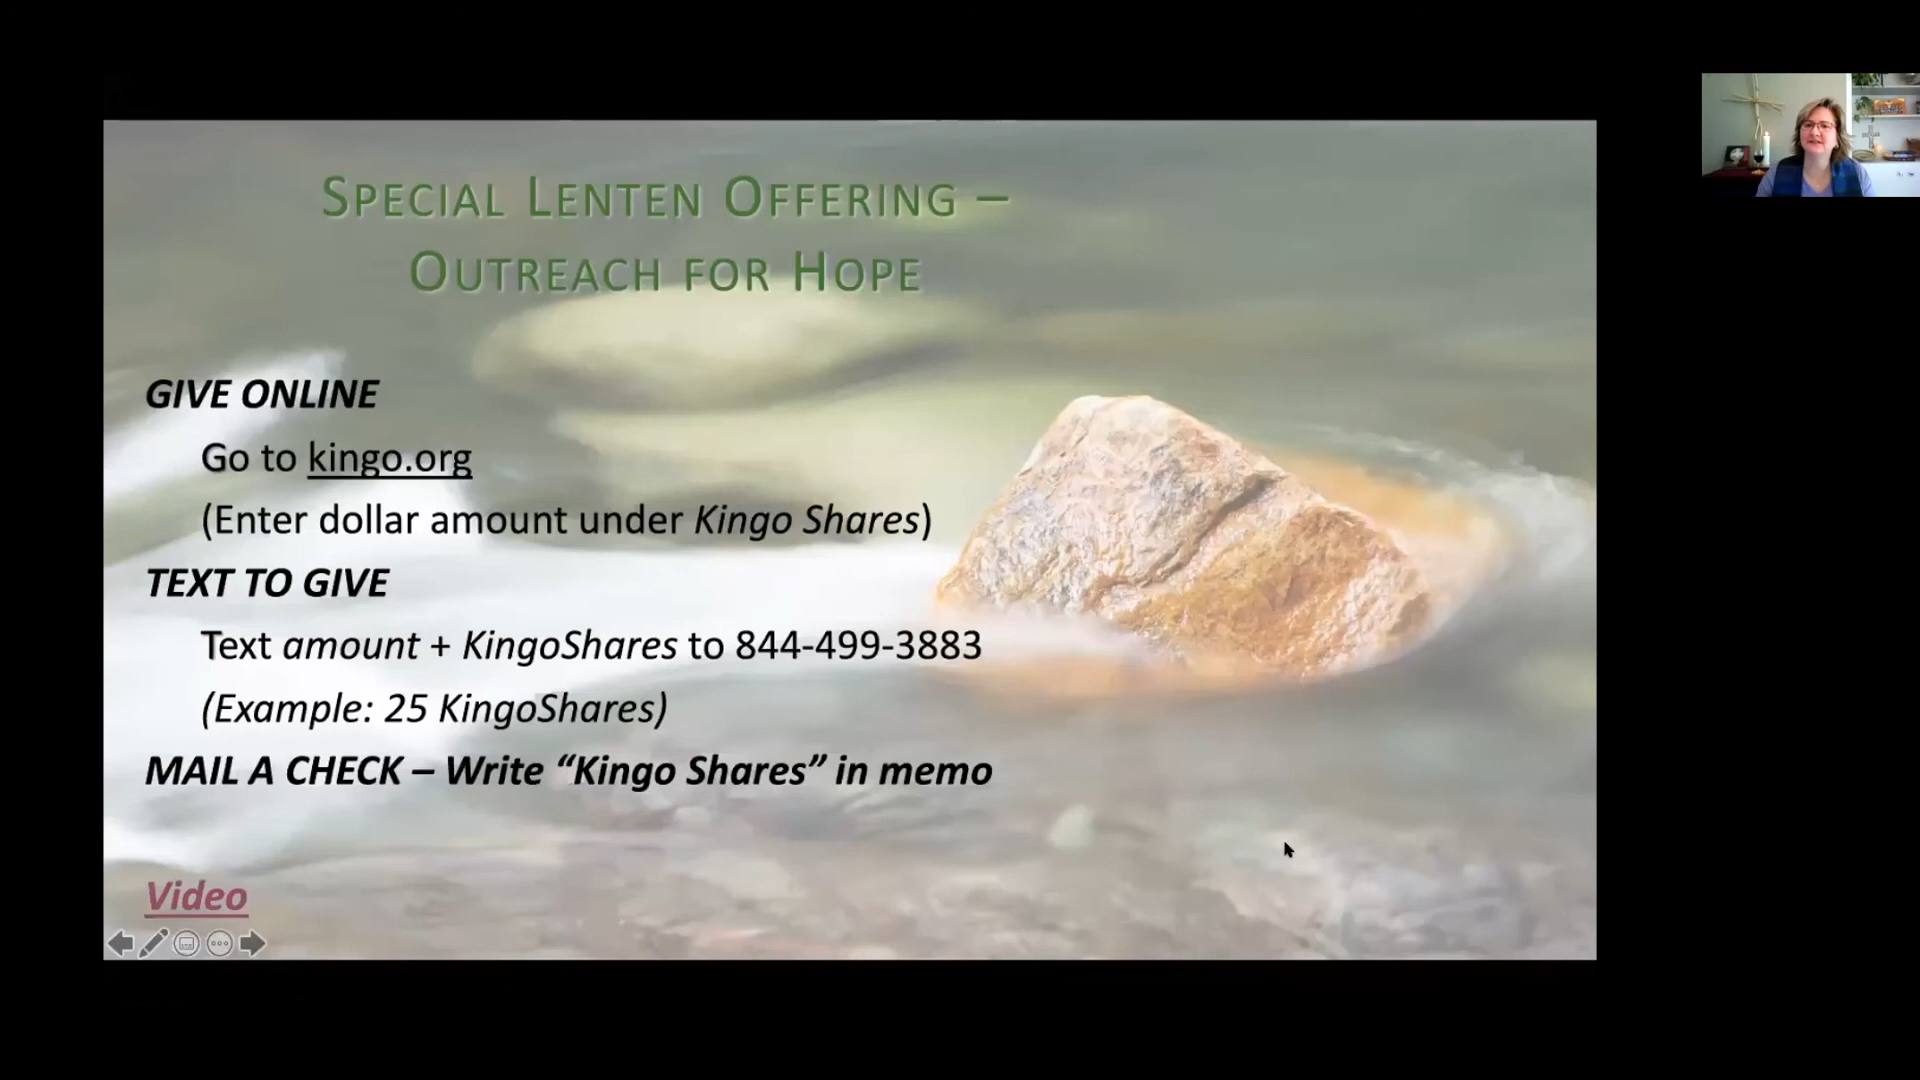 SPECIAL LENTEN OFFERING –
OUTREACH FOR HOPE
GIVE ONLINE
Go to kingo.org
(Enter dollar amount under Kingo Shares)
TEXT TO GIVE
Text amount + KingoShares to 844-499-3883
(Example: 25 KingoShares)
MAIL A CHECK – Write “Kingo Shares” in memo
Video